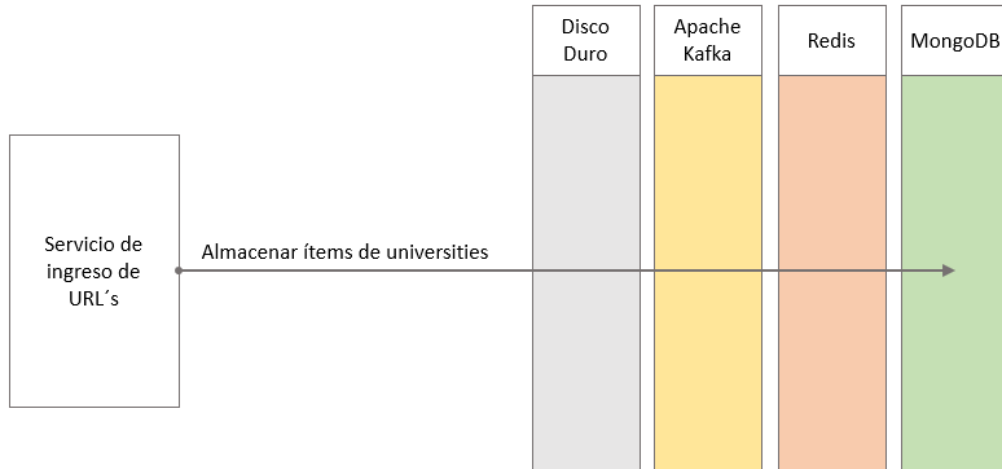 Disco
Duro
Apache
Kafka
Redis
MongoDB
Servicio de
ingreso de
URL´s
Almacenar ítems de universities